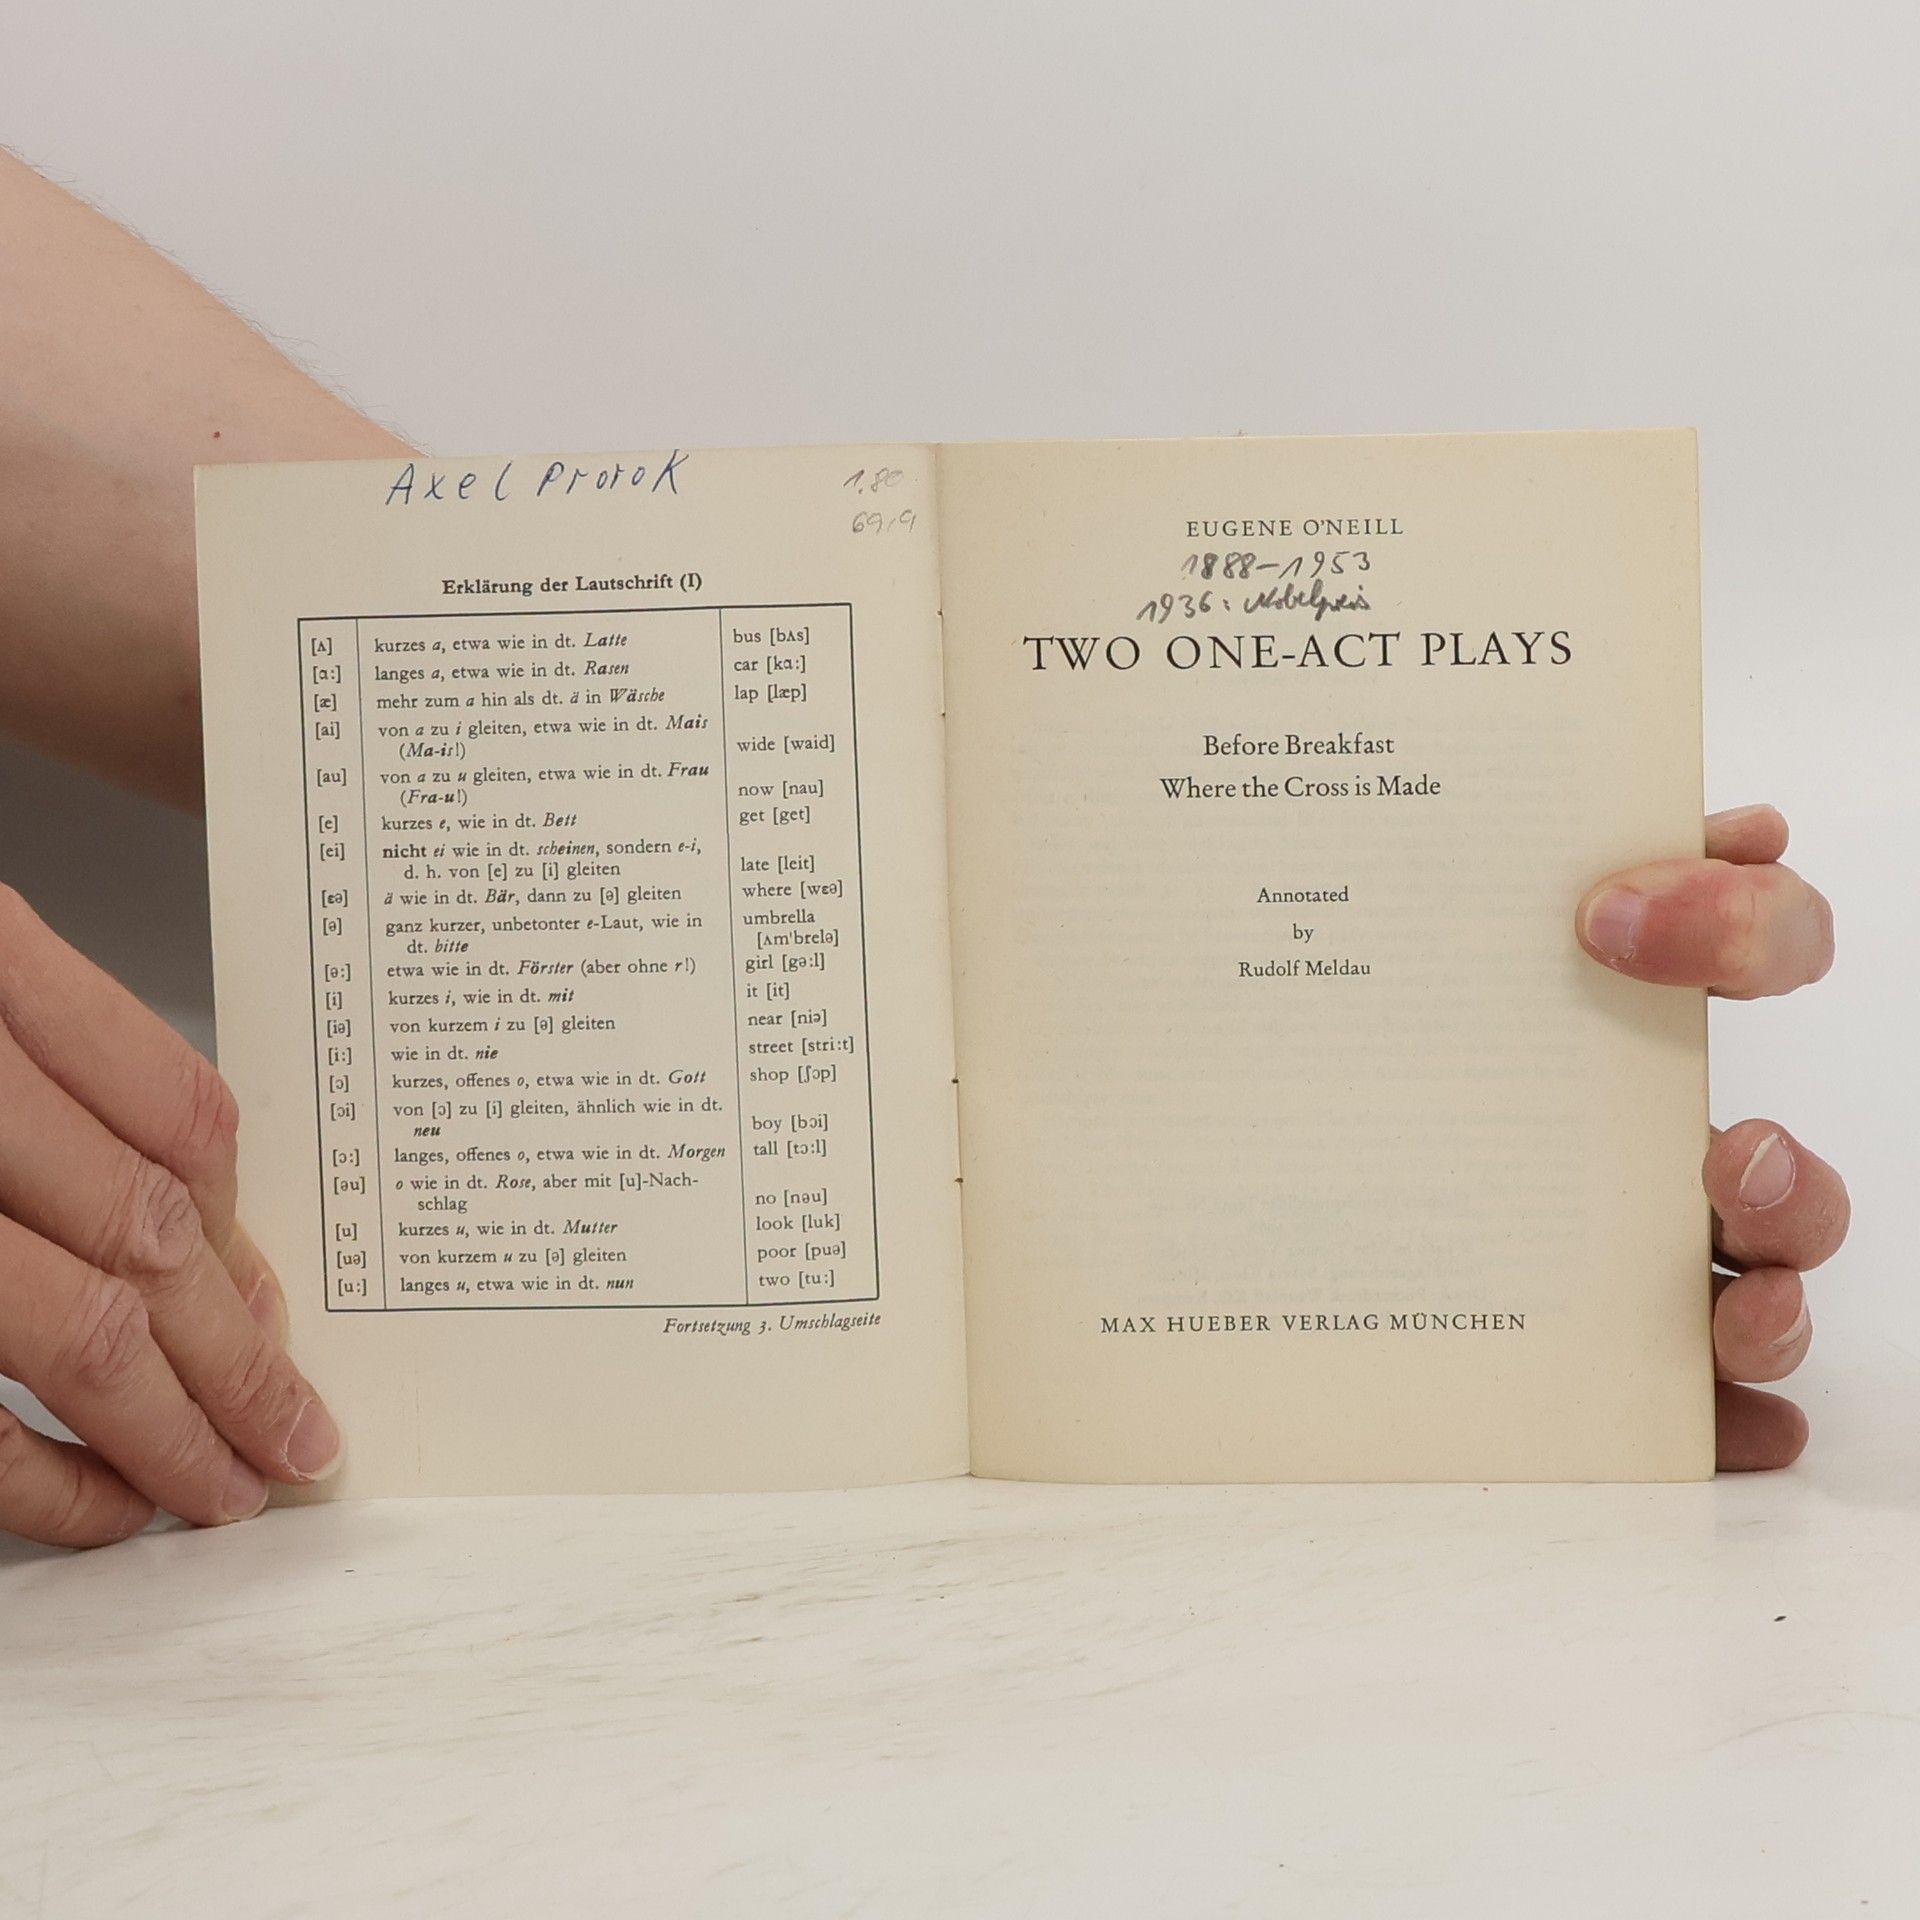 Axel Prorok
1.80
69,9
Erklärung der Lautschrift (I)
[ʌ] kurzes a, etwa wie in dt. Latte bus [bʌs]
[ɑ:] langes a, etwa wie in dt. Rasen car [kɑ:]
[æ] mehr zum a hin als dt. ä in Wäsche lap [læp]
[ai] von a zu i gleiten, etwa wie in dt. Mais
(Ma-is!) wide [waid]
[au] von a zu u gleiten, etwa wie in dt. Frau
(Fra-u!) now [nau]
[e] kurzes e, wie in dt. Bett get [get]
[ei] nicht ei wie in dt. scheinen, sondern e-i,
d. h. von [e] zu [i] gleiten late [leit]
[ɛə] ä wie in dt. Bär, dann zu [ə] gleiten where [wɛə]
[ə] ganz kurzer, unbetonter e-Laut, wie in umbrella
dt. bitte [ʌm'brelə]
[ə:] etwa wie in dt. Förster (aber ohne r!) girl [gə:l]
[i] kurzes i, wie in dt. mit it [it]
[iə] von kurzem i zu [ə] gleiten near [niə]
[i:] wie in dt. nie street [stri:t]
[ɔ] kurzes, offenes o, etwa wie in dt. Gott shop [ʃɔp]
[ɔi] von [ɔ] zu [i] gleiten, ähnlich wie in dt.
neu boy [bɔi]
[ɔ:] langes, offenes o, etwa wie in dt. Morgen tall [tɔ:l]
[əu] o wie in dt. Rose, aber mit [u]-Nach-
schlag no [nəu]
[u] kurzes u, wie in dt. Mutter look [luk]
[uə] von kurzem u zu [ə] gleiten poor [puə]
[u:] langes u, etwa wie in dt. nun two [tu:]
Fortsetzung 3. Umschlagseite
EUGENE O'NEILL
1888-1953
1936: Nobelpreis
TWO ONE-ACT PLAYS
Before Breakfast
Where the Cross is Made
Annotated
by
Rudolf Meldau
MAX HUEBER VERLAG MÜNCHEN